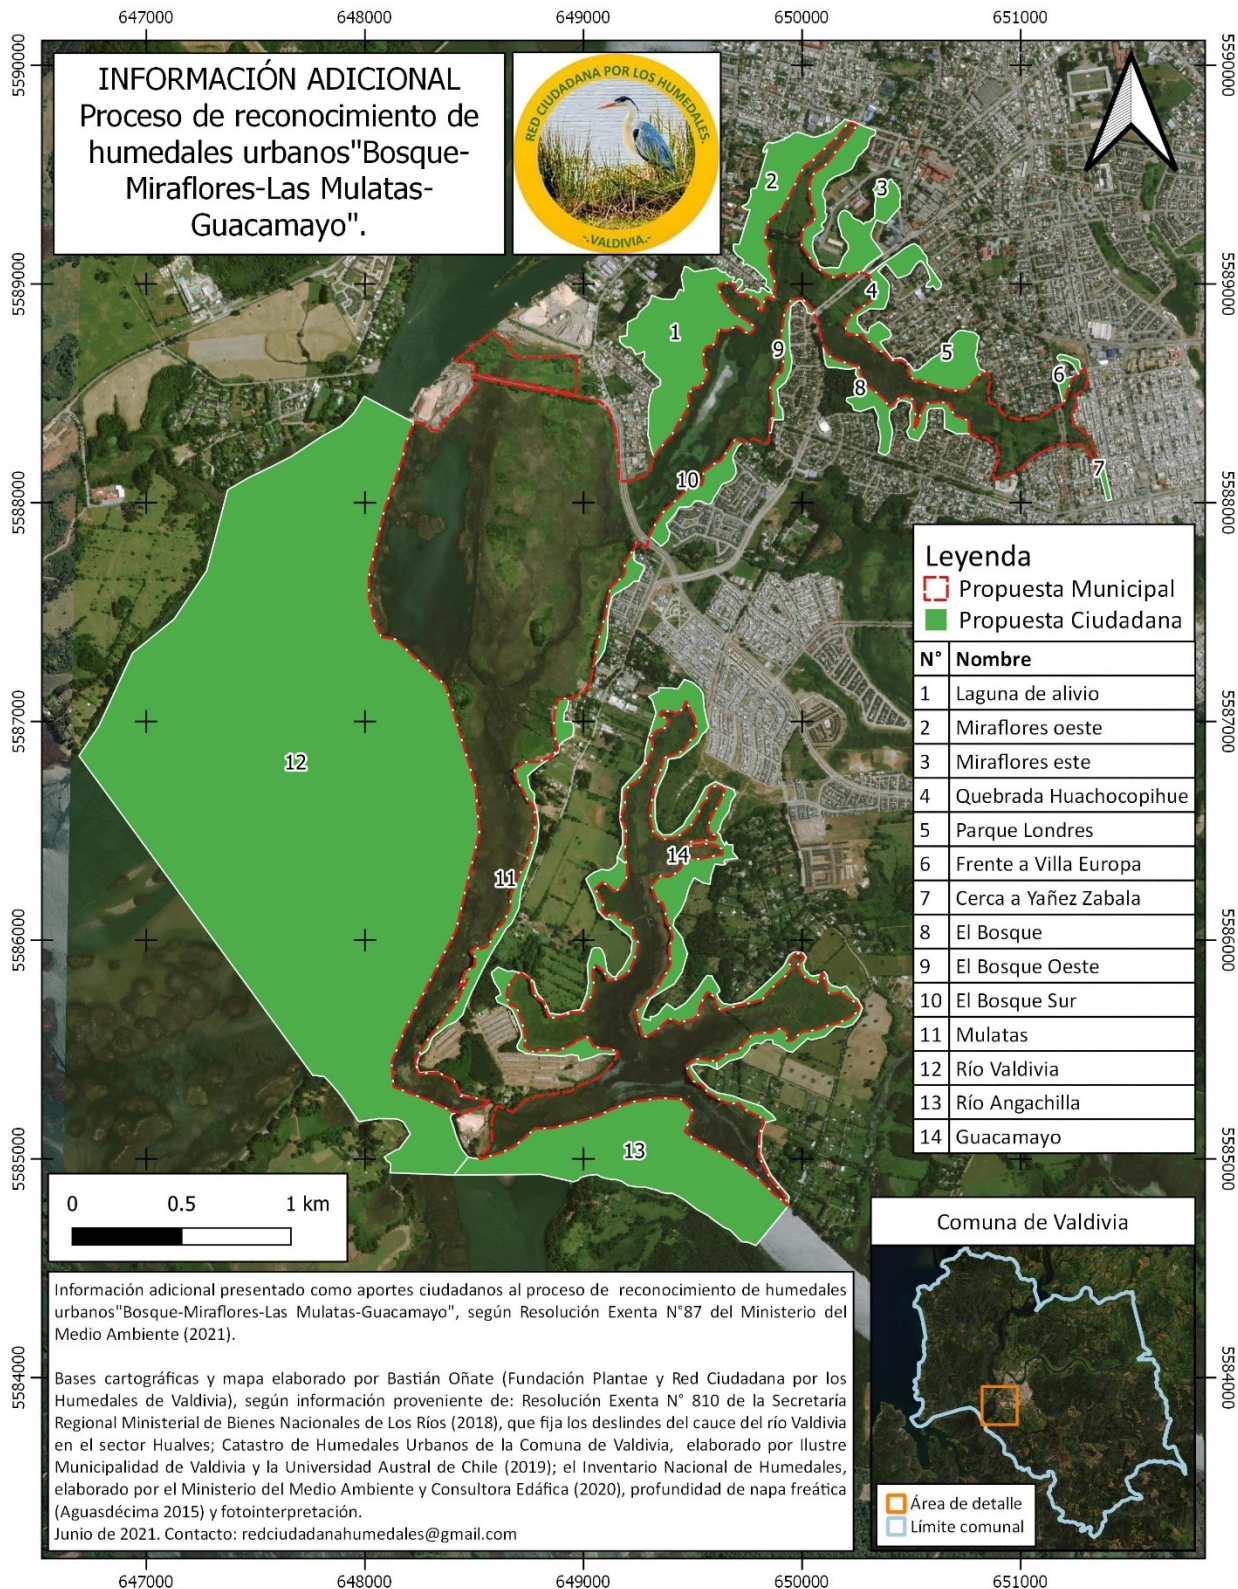 647000
648000
649000
650000
651000
5590000
5590000
INFORMACIÓN ADICIONAL
Proceso de reconocimiento de
humedales urbanos"Bosque-
Miraflores-Las Mulatas-
Guacamayo".
RED CIUDADANA POR LOS HUMEDALES.
-.VALDIVIA.-
2
3
5589000
5589000
4
1
9
5
6
8
7
10
5588000
5588000
Leyenda
Propuesta Municipal
Propuesta Ciudadana
N° Nombre
1 Laguna de alivio
2 Miraflores oeste
3 Miraflores este
4 Quebrada Huachocopihue
5 Parque Londres
6 Frente a Villa Europa
7 Cerca a Yañez Zabala
8 El Bosque
9 El Bosque Oeste
10 El Bosque Sur
11 Mulatas
12 Río Valdivia
13 Río Angachilla
14 Guacamayo
5587000
5587000
12
14
11
5586000
5586000
13
5585000
5585000
0 0.5 1 km
Comuna de Valdivia
Área de detalle
Límite comunal
Información adicional presentado como aportes ciudadanos al proceso de reconocimiento de humedales
urbanos"Bosque-Miraflores-Las Mulatas-Guacamayo", según Resolución Exenta N°87 del Ministerio del
Medio Ambiente (2021).
Bases cartográficas y mapa elaborado por Bastián Oñate (Fundación Plantae y Red Ciudadana por los
Humedales de Valdivia), según información proveniente de: Resolución Exenta N° 810 de la Secretaría
Regional Ministerial de Bienes Nacionales de Los Ríos (2018), que fija los deslindes del cauce del río Valdivia
en el sector Hualves; Catastro de Humedales Urbanos de la Comuna de Valdivia, elaborado por Ilustre
Municipalidad de Valdivia y la Universidad Austral de Chile (2019); el Inventario Nacional de Humedales,
elaborado por el Ministerio del Medio Ambiente y Consultora Edáfica (2020), profundidad de napa freática
(Aguasdécima 2015) y fotointerpretación.
Junio de 2021. Contacto: redciudadanahumedales@gmail.com
5584000
5584000
647000
648000
649000
650000
651000